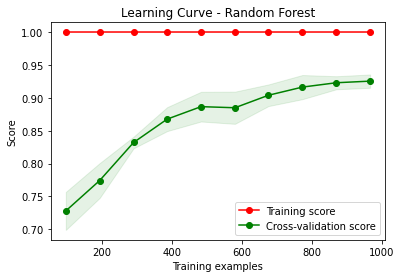 Learning Curve - Random Forest
1.00
0.95
0.90
0.85
0.80
0.75
0.70
Score
200
400
600
800
1000
Training examples
Training score
Cross-validation score